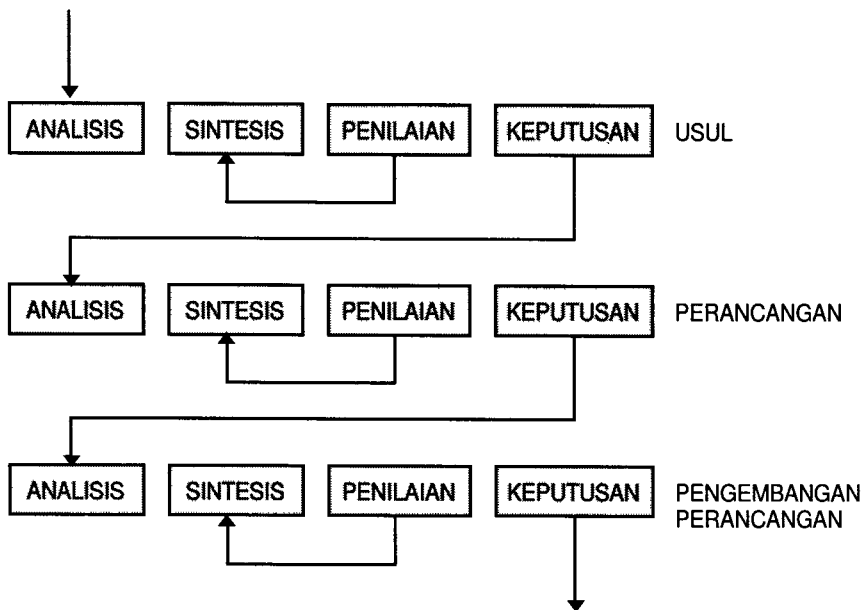 ANALISIS SINTESIS PENILAIAN KEPUTUSAN USUL
ANALISIS SINTESIS PENILAIAN KEPUTUSAN PERANCANGAN
ANALISIS SINTESIS PENILAIAN KEPUTUSAN PENGEMBANGAN
PERANCANGAN